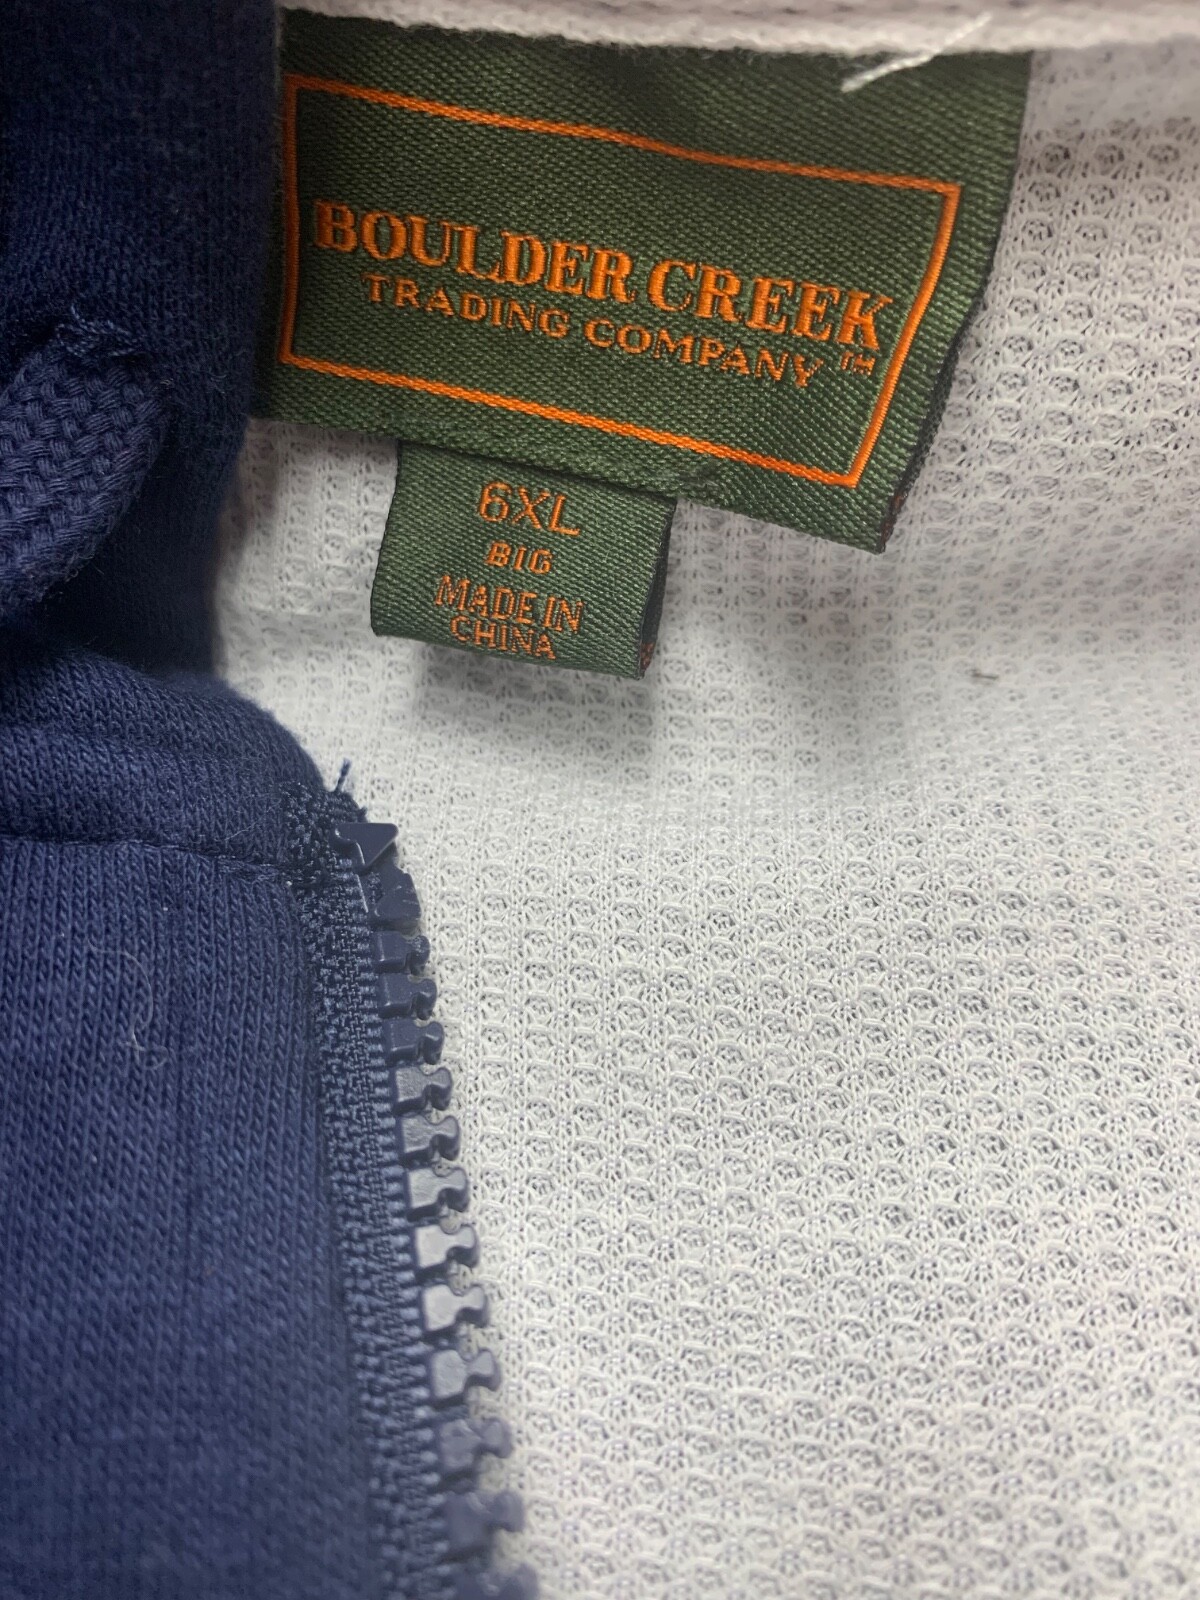 BOULDER CREEK
TRADING COMPANY™
6XL
BIG
MADE IN
CHINA